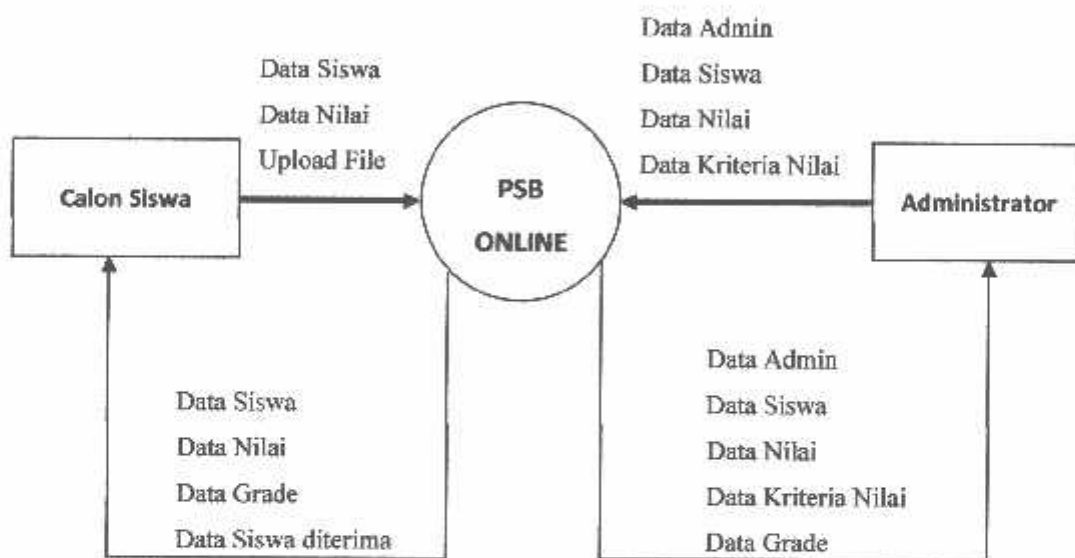 Data Siswa
Data Nilai
Upload File
Data Admin
Data Siswa
Data Nilai
Data Kriteria Nilai
Calon Siswa
PSB
ONLINE
Administrator
Data Siswa
Data Nilai
Data Grade
Data Siswa diterima
Data Admin
Data Siswa
Data Nilai
Data Kriteria Nilai
Data Grade